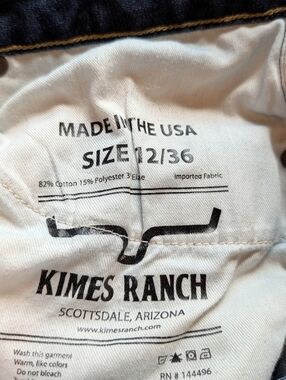 MADE IN THE USA
SIZE 12/36
82% Cotton 15% Polyester 3% Else
Imported Fabric
KIMES RANCH
SCOTTSDALE, ARIZONA
www.kimesranch.com
Wash this garment
Warm, like colors
Do not bleach
RN # 144496